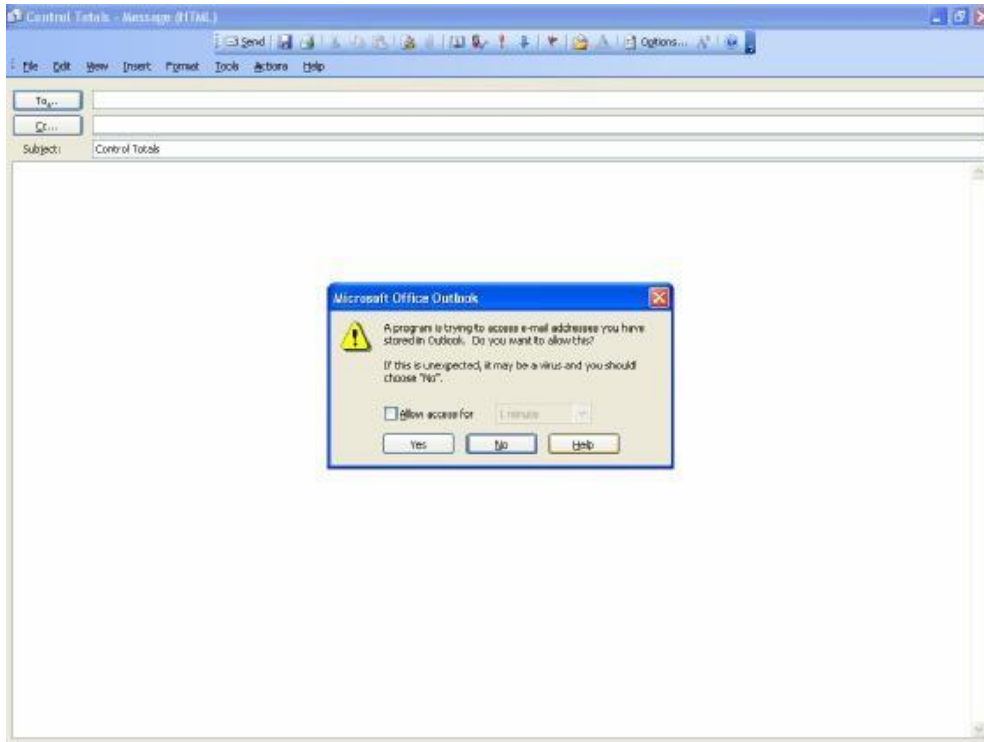 Control Totals - Message (HTML)
Send Options...
File Edit View Insert Format Tools Actions Help
To...
Cc...
Subject: Control Totals
Microsoft Office Outlook
A program is trying to access e-mail addresses you have
stored in Outlook. Do you want to allow this?
If this is unexpected, it may be a virus and you should
choose "No".
Allow access for 1 minute
Yes No Help